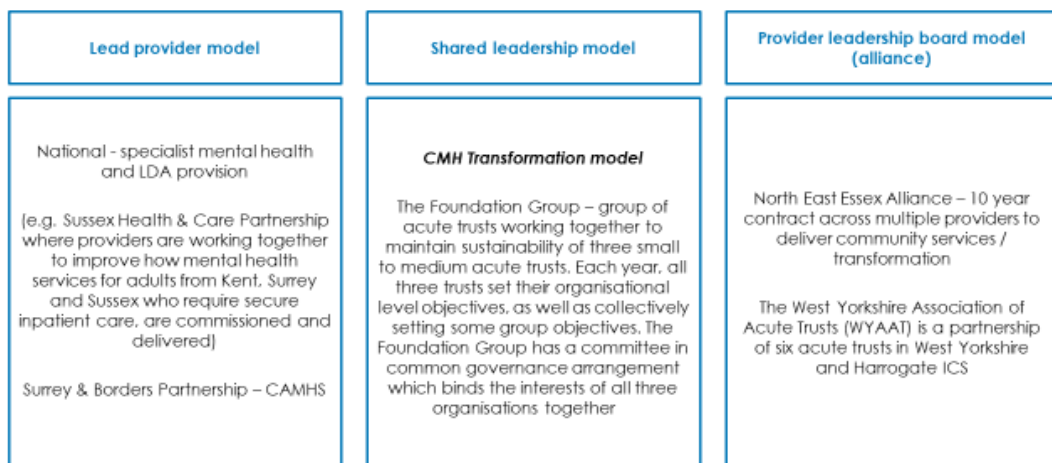 Lead provider model
National - specialist mental health
and LDA provision
(e.g. Sussex Health & Care Partnership
where providers are working together
to improve how mental health
services for adults from Kent, Surrey
and Sussex who require secure
inpatient care, are commissioned and
delivered)
Surrey & Borders Partnership – CAMHS
Shared leadership model
CMH Transformation model
The Foundation Group – group of
acute trusts working together to
maintain sustainability of three small
to medium acute trusts. Each year, all
three trusts set their organisational
level objectives, as well as collectively
setting some group objectives. The
Foundation Group has a committee in
common governance arrangement
which binds the interests of all three
organisations together
Provider leadership board model
(alliance)
North East Essex Alliance – 10 year
contract across multiple providers to
deliver community services /
transformation
The West Yorkshire Association of
Acute Trusts (WYAAT) is a partnership
of six acute trusts in West Yorkshire
and Harrogate ICS